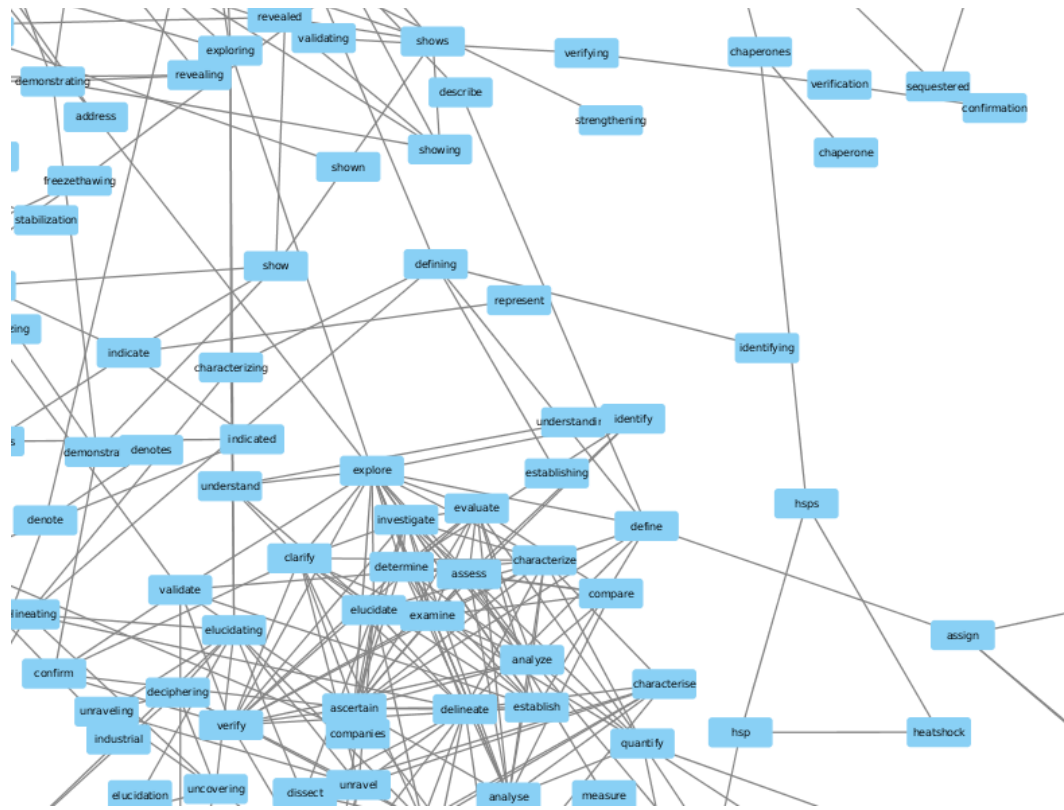 revealed
validating
exploring
shows
verifying
chaperones
revealing
demonstrating
describe
verification
sequestered
confirmation
address
strengthening
showing
chaperone
shown
freezethawing
stabilization
show
defining
represent
zing
indicate
identifying
characterizing
understandin
identify
s
demonstra
denotes
indicated
explore
establishing
understand
evaluate
hsps
denote
investigate
define
clarify
determine
characterize
assess
validate
compare
lineating
elucidate
examine
elucidating
assign
analyze
confirm
characterise
deciphering
unraveling
ascertain
delineate
establish
verify
companies
industrial
quantify
hsp
heatshock
elucidation
uncovering
dissect
unravel
analyse
measure